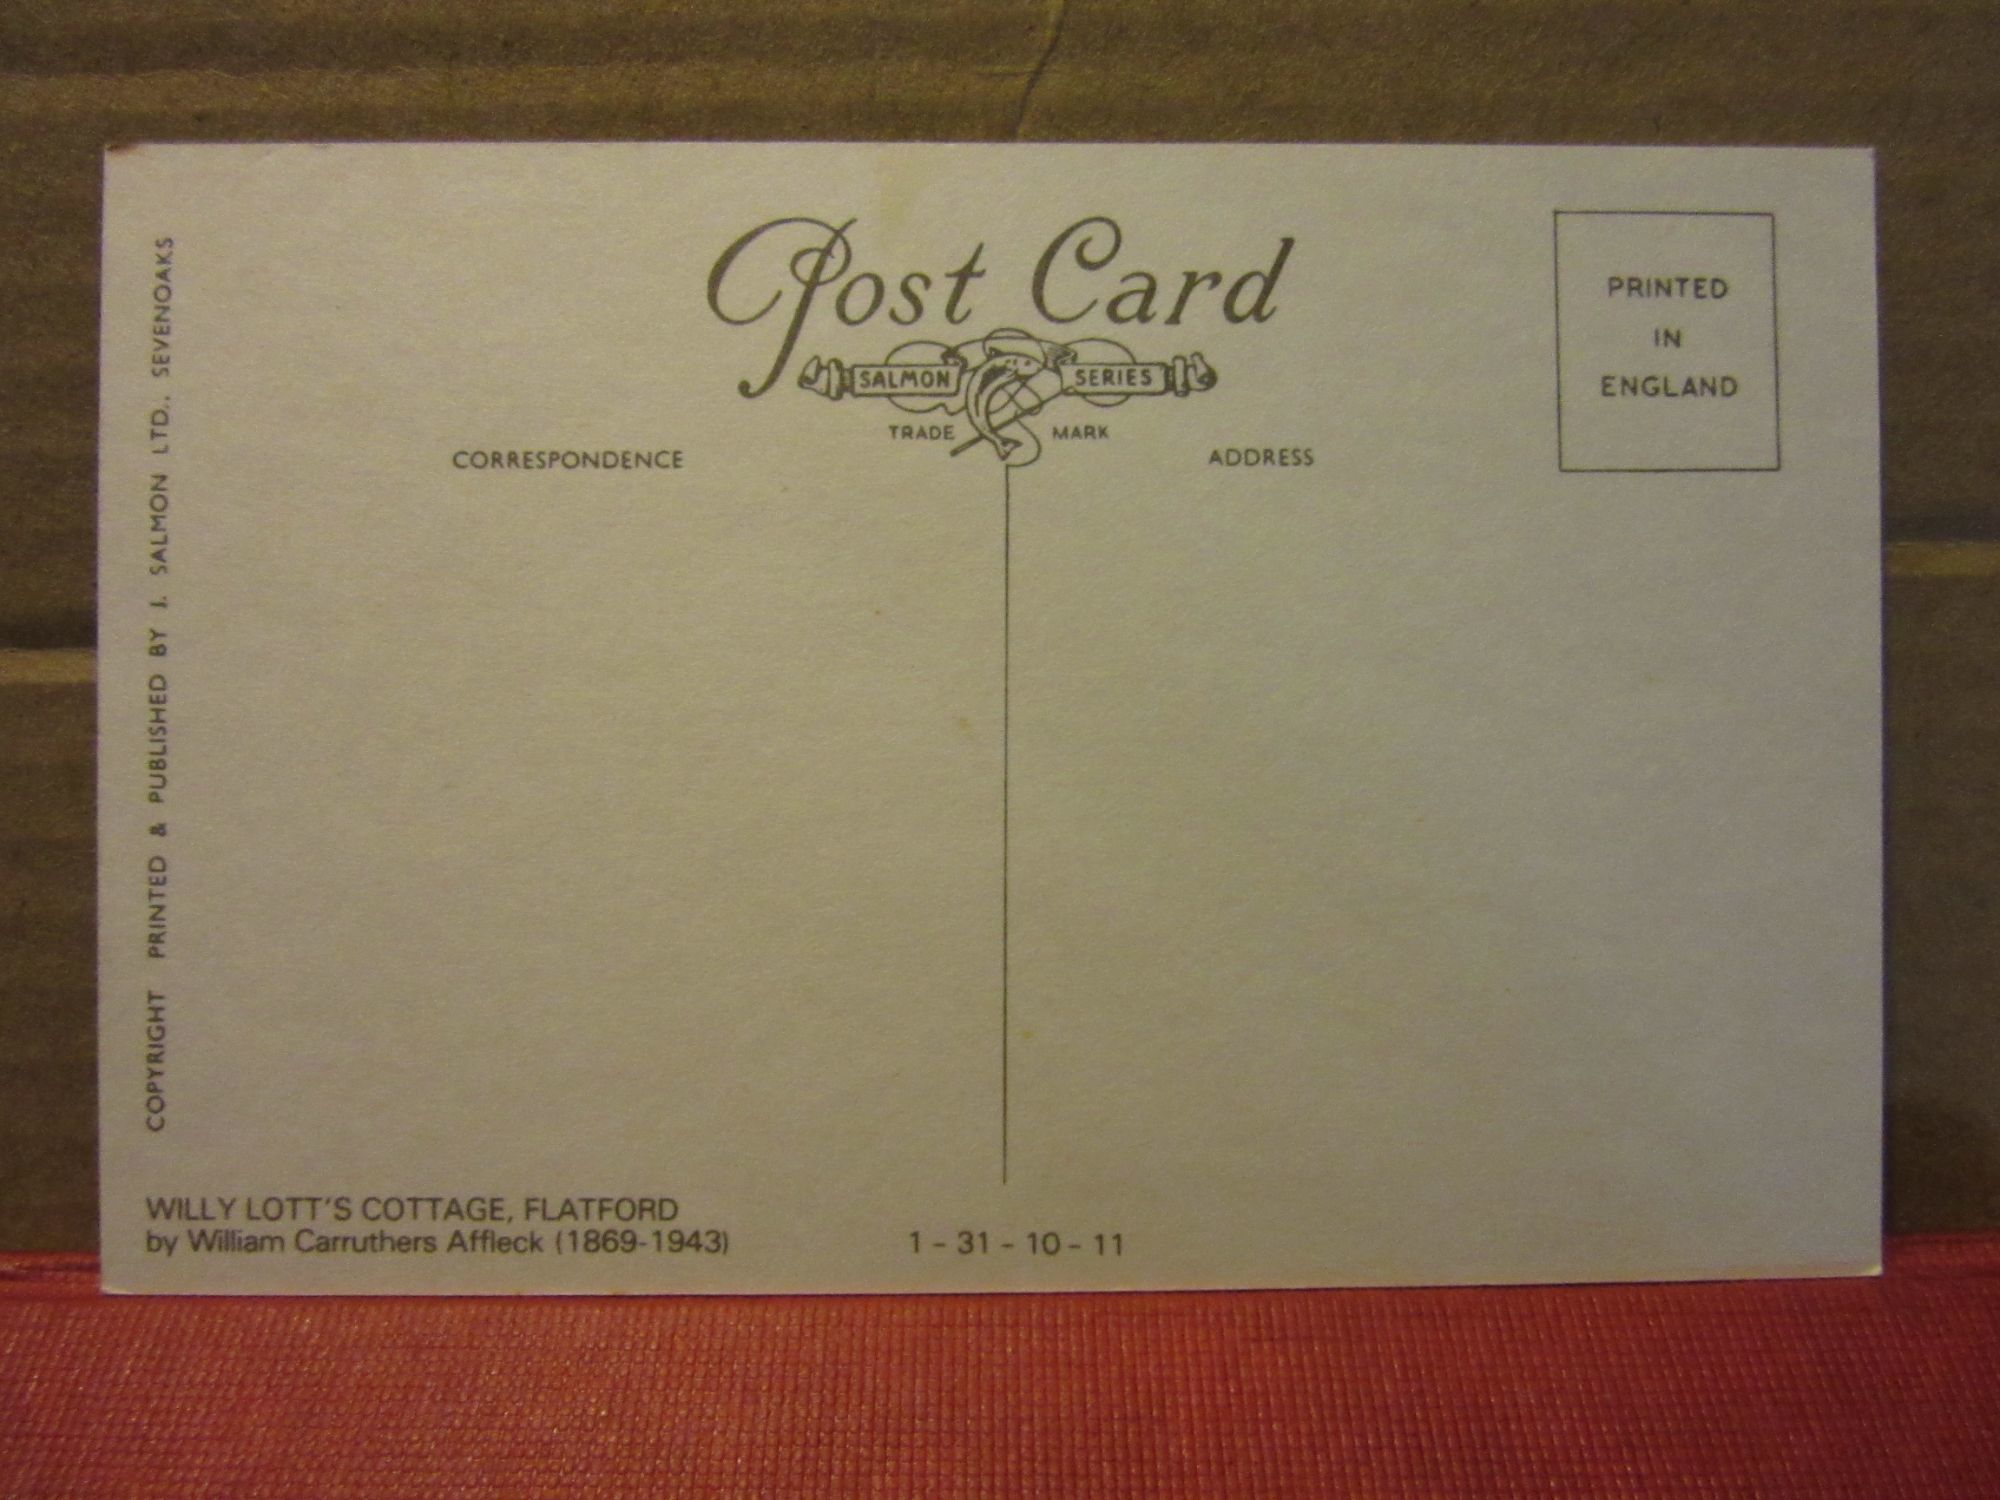 Post Card
SALMON SERIES
TRADE MARK
CORRESPONDENCE
ADDRESS
PRINTED
IN
ENGLAND
COPYRIGHT PRINTED & PUBLISHED BY J. SALMON LTD., SEVENOAKS
WILLY LOTT'S COTTAGE, FLATFORD
by William Carruthers Affleck (1869-1943)
1 - 31 - 10 - 11